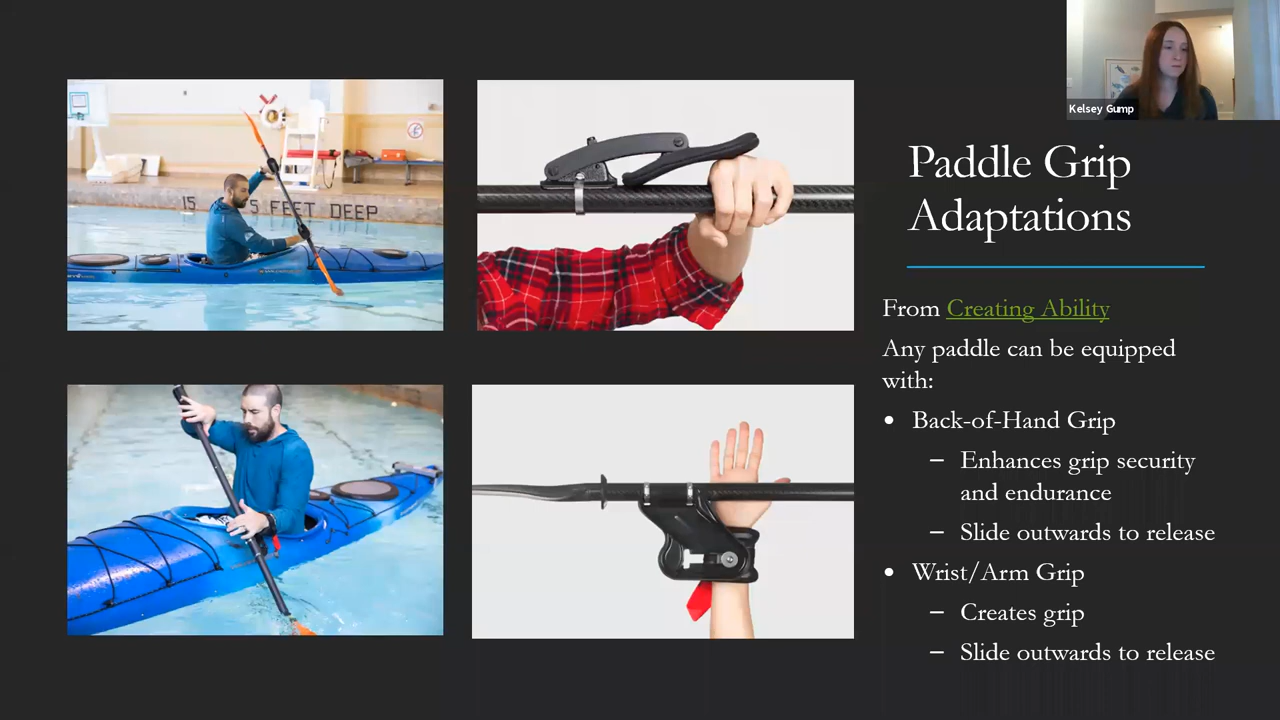 Kelsey Gump
Paddle Grip
Adaptations
From Creating Ability
Any paddle can be equipped
with:
• Back-of-Hand Grip
– Enhances grip security
and endurance
– Slide outwards to release
• Wrist/Arm Grip
– Creates grip
– Slide outwards to release
15
5 FEET DEEP